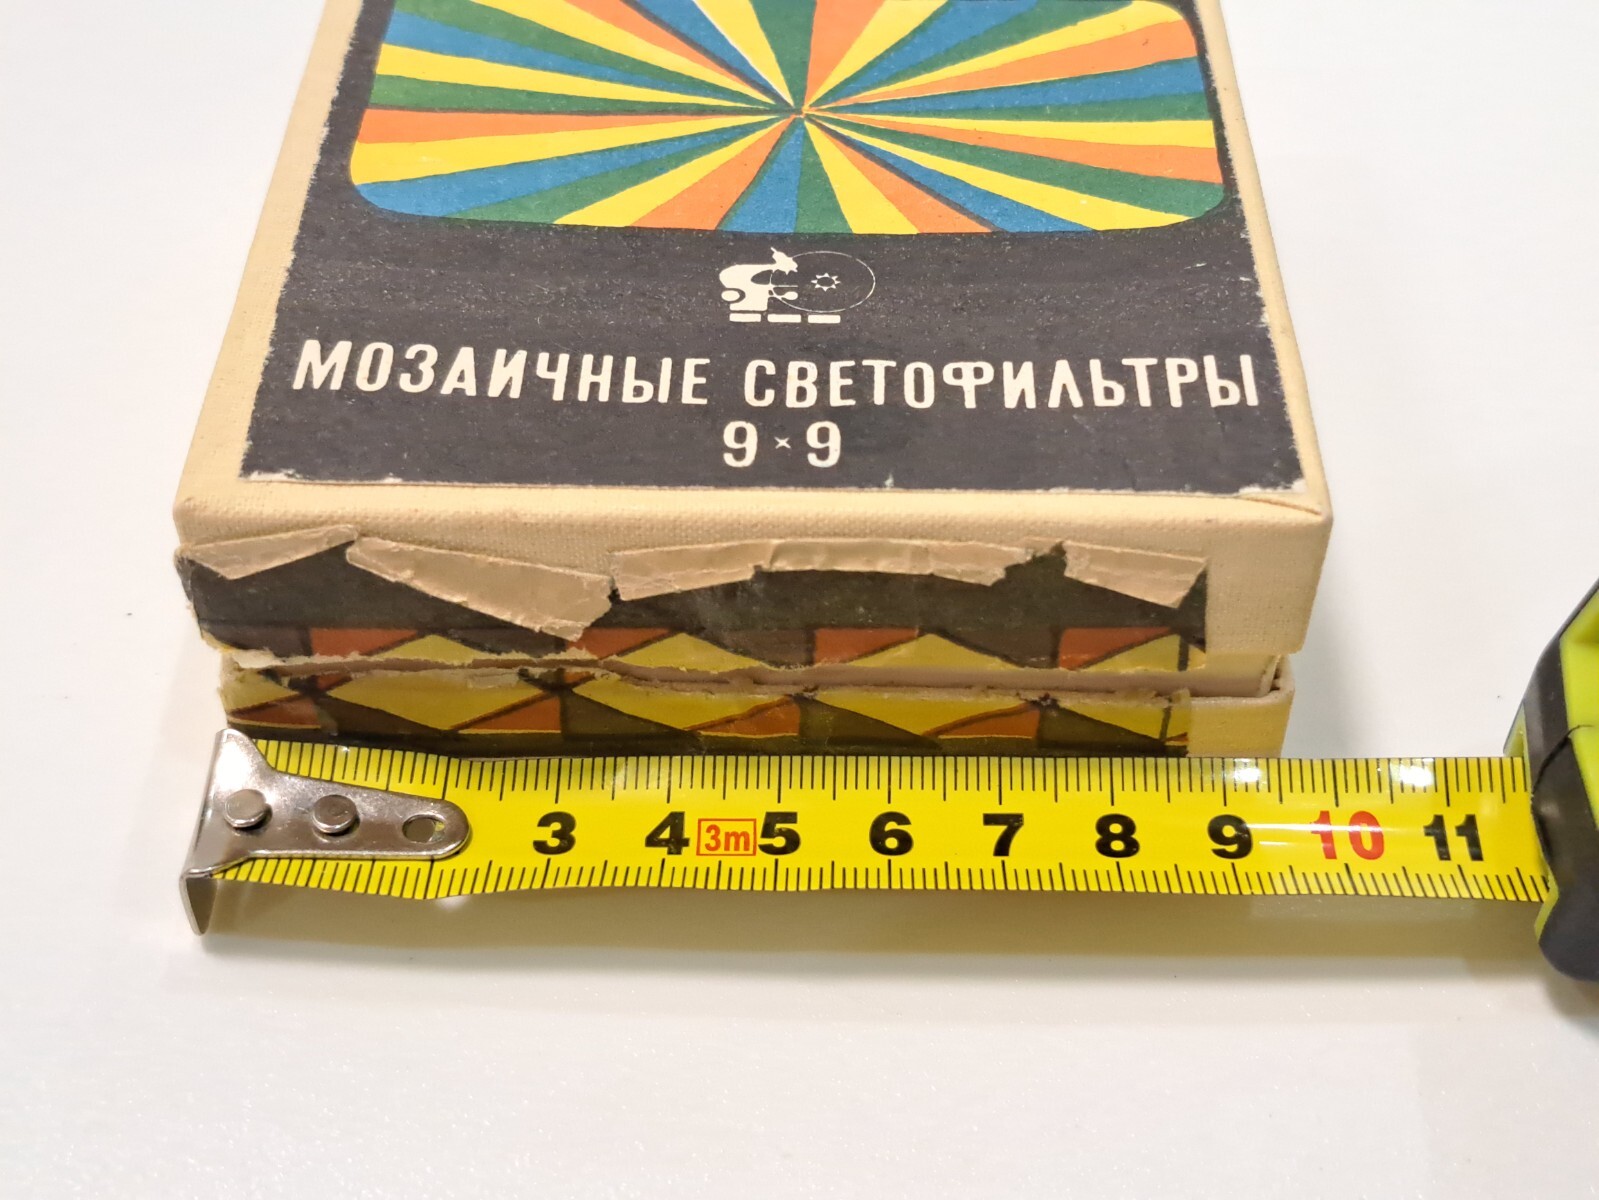 МОЗАИЧНЫЕ СВЕТОФИЛЬТРЫ
9×9
3 4 3m 5 6 7 8 9 10 11